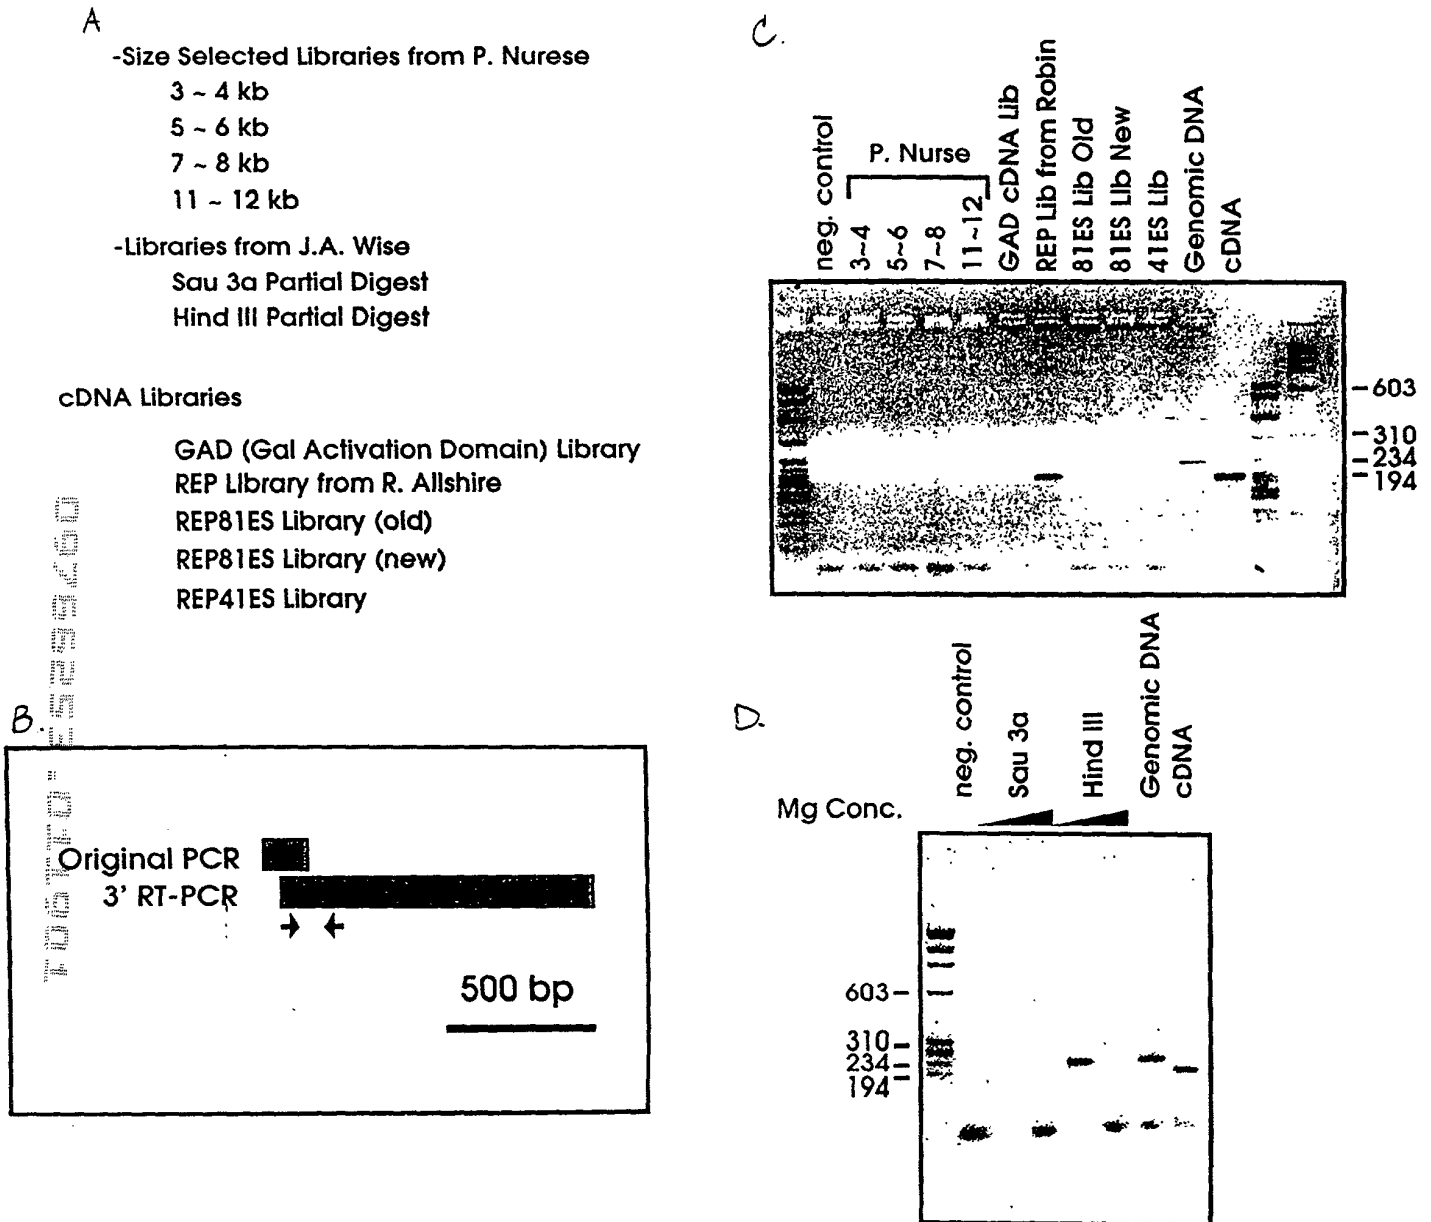 A
-Size Selected Libraries from P. Nurese
3 ~ 4 kb
5 ~ 6 kb
7 ~ 8 kb
11 ~ 12 kb
-Libraries from J.A. Wise
Sau 3a Partial Digest
Hind III Partial Digest
cDNA Libraries
GAD (Gal Activation Domain) Library
REP Library from R. Allshire
REP81ES Library (old)
REP81ES Library (new)
REP41ES Library
B.
Original PCR
3' RT-PCR
500 bp
C.
neg. control
P. Nurse
3~4
5~6
7~8
11~12
GAD cDNA Lib
REP Lib from Robin
81ES Lib Old
81ES Lib New
41ES Lib
Genomic DNA
cDNA
603
310
234
194
D.
neg. control
Sau 3a
Hind III
Genomic DNA
cDNA
Mg Conc.
603
310
234
194